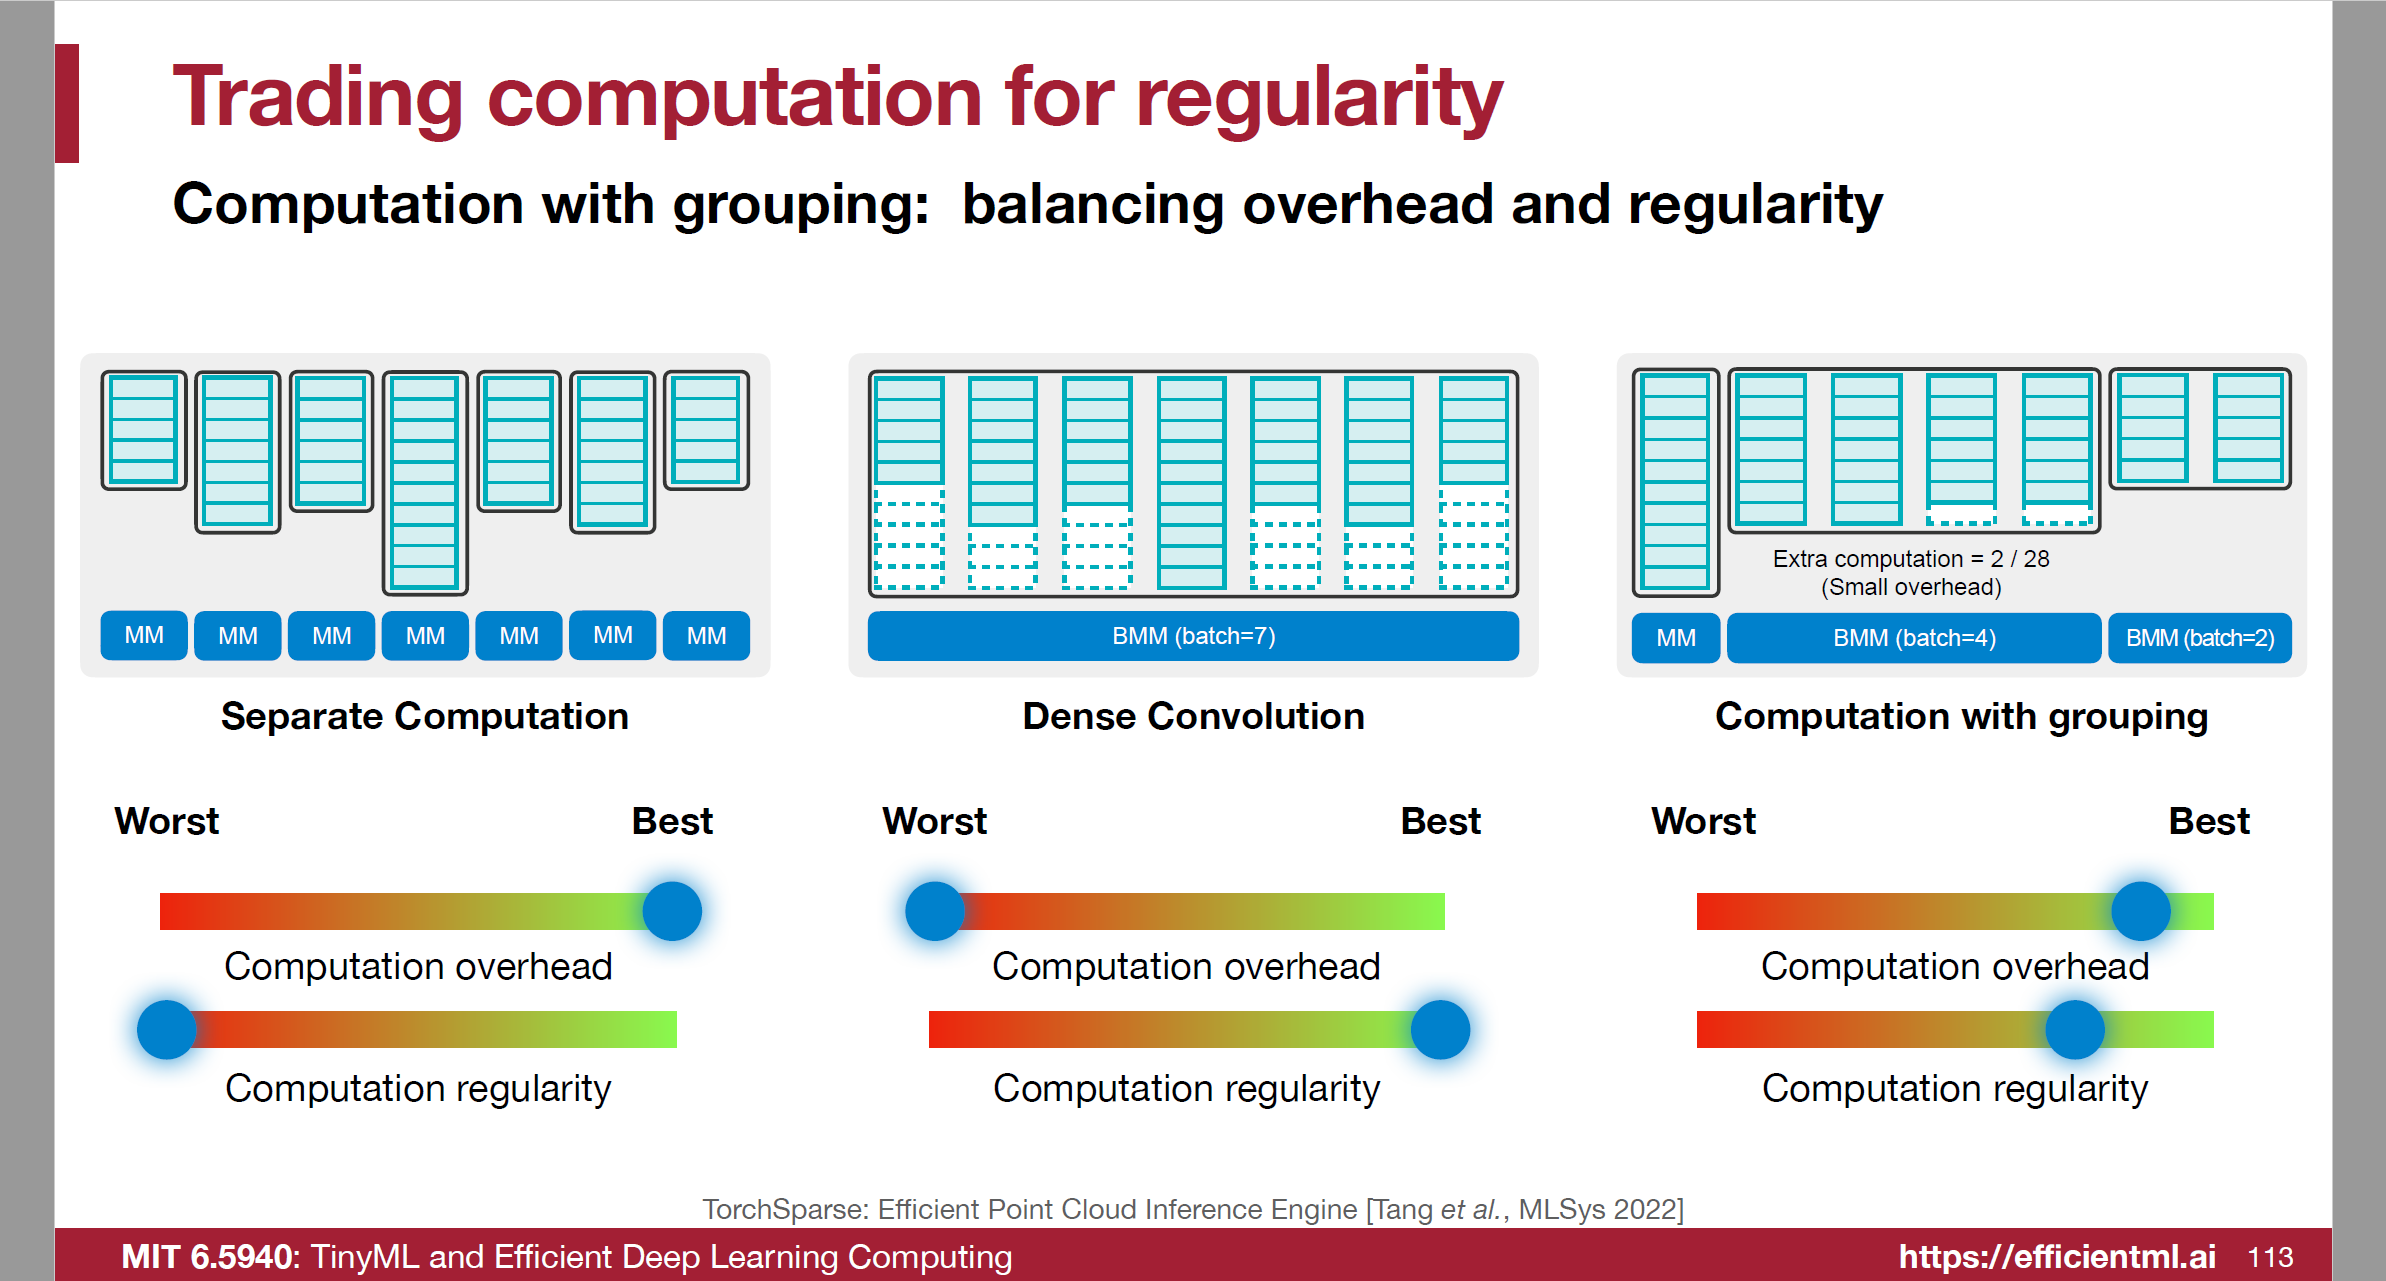 Trading computation for regularity
Computation with grouping: balancing overhead and regularity
MM MM MM MM MM MM MM
Separate Computation
BMM (batch=7)
Dense Convolution
Extra computation = 2 / 28
(Small overhead)
MM BMM (batch=4) BMM (batch=2)
Computation with grouping
Worst Best
Computation overhead
Computation regularity
Worst Best
Computation overhead
Computation regularity
Worst Best
Computation overhead
Computation regularity
TorchSparse: Efficient Point Cloud Inference Engine [Tang et al., MLSys 2022]
MIT 6.5940: TinyML and Efficient Deep Learning Computing
https://efficientml.ai 113